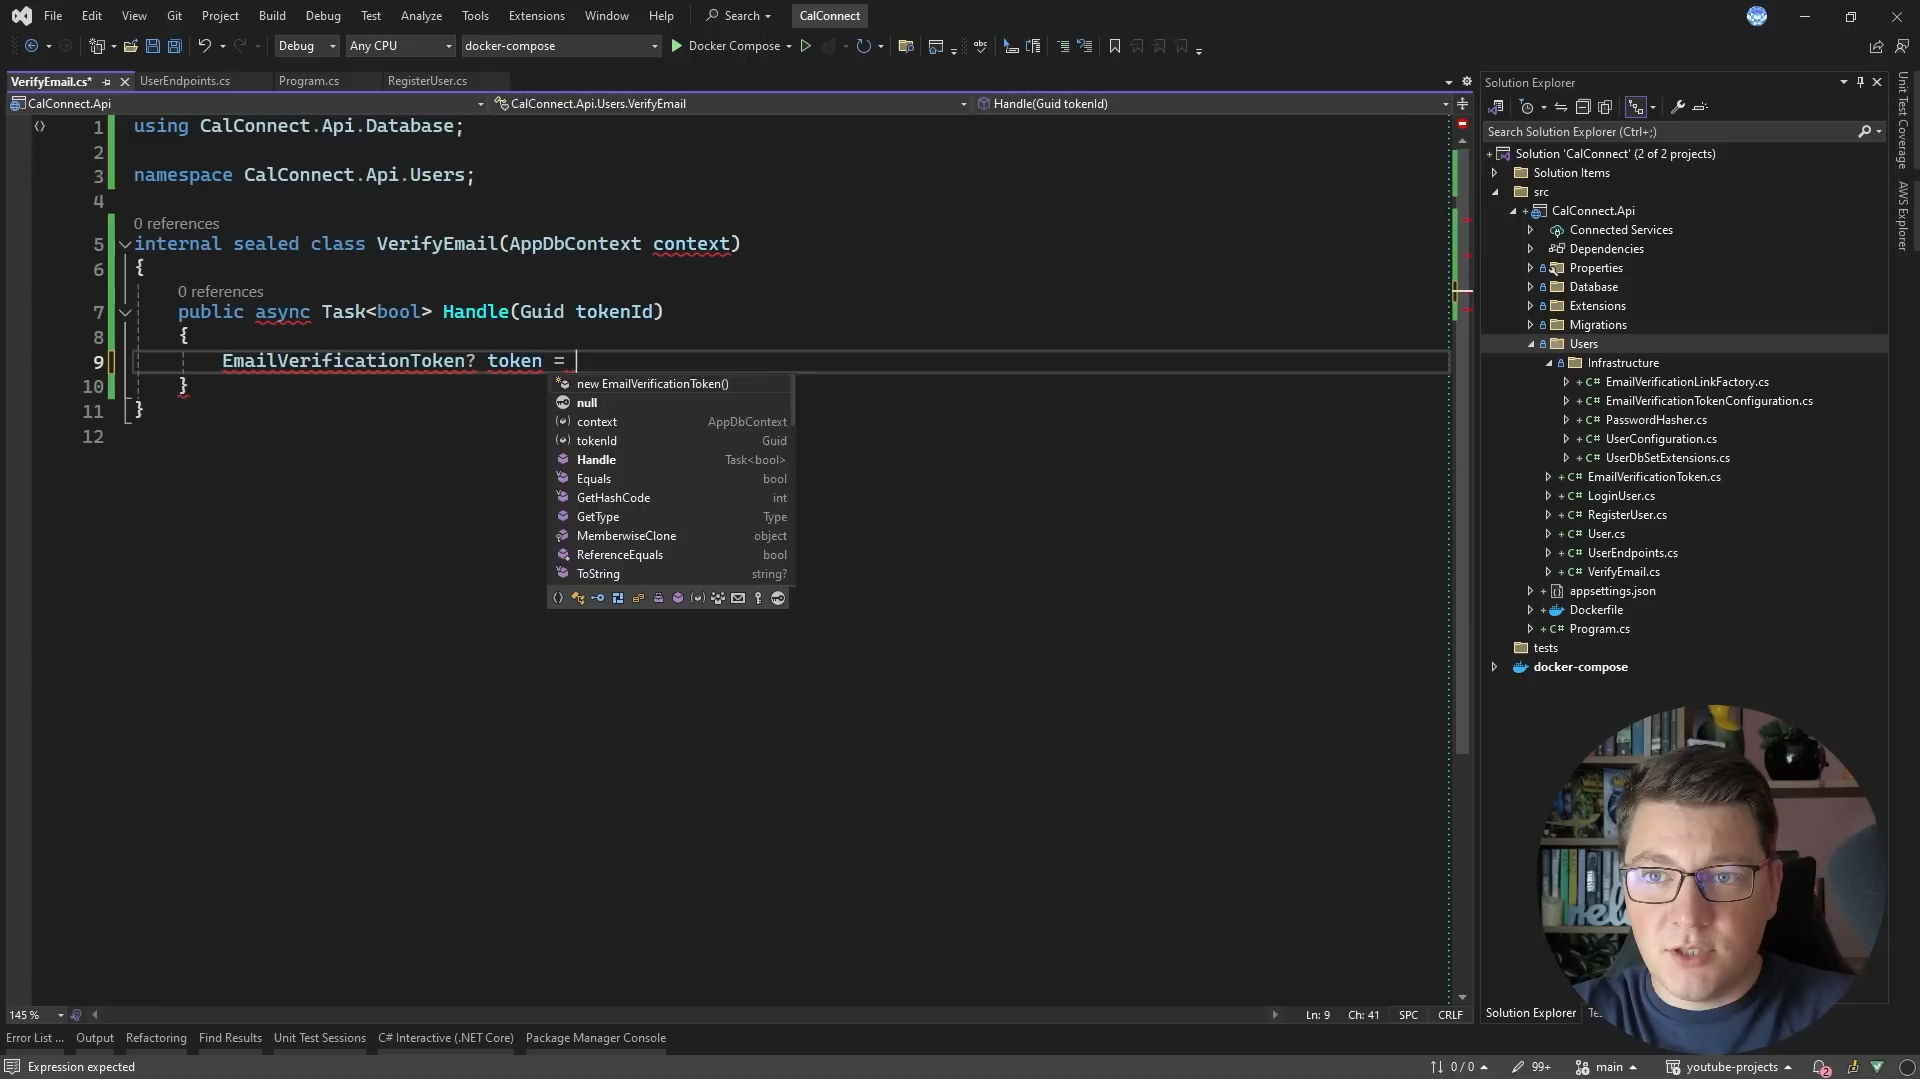 File Edit View Git Project Build Debug Test Analyze Tools Extensions Window Help Search CalConnect
Debug Any CPU docker-compose Docker Compose
VerifyEmail.cs* UserEndpoints.cs Program.cs RegisterUser.cs
CalConnect.Api CalConnect.Api.Users.VerifyEmail Handle(Guid tokenId)
1 using CalConnect.Api.Database;
2
3 namespace CalConnect.Api.Users;
4
0 references
5 internal sealed class VerifyEmail(AppDbContext context)
6 {
0 references
7 public async Task<bool> Handle(Guid tokenId)
8 {
9 EmailVerificationToken? token =
10 }
11 }
12
new EmailVerificationToken()
null
context AppDbContext
tokenId Guid
Handle Task<bool>
Equals bool
GetHashCode int
GetType Type
MemberwiseClone object
ReferenceEquals bool
ToString string?
Solution Explorer
Search Solution Explorer (Ctrl+;)
Solution 'CalConnect' (2 of 2 projects)
Solution Items
src
CalConnect.Api
Connected Services
Dependencies
Properties
Database
Extensions
Migrations
Users
Infrastructure
C# EmailVerificationLinkFactory.cs
C# EmailVerificationTokenConfiguration.cs
C# PasswordHasher.cs
C# UserConfiguration.cs
C# UserDbSetExtensions.cs
C# EmailVerificationToken.cs
C# LoginUser.cs
C# RegisterUser.cs
C# User.cs
C# UserEndpoints.cs
C# VerifyEmail.cs
appsettings.json
Dockerfile
C# Program.cs
tests
docker-compose
Unit Test Coverage
AWS Explorer
145 % Ln: 9 Ch: 41 SPC CRLF
Solution Explorer
Error List ... Output Refactoring Find Results Unit Test Sessions C# Interactive (.NET Core) Package Manager Console
Expression expected 0 / 0 99+ main youtube-projects 2